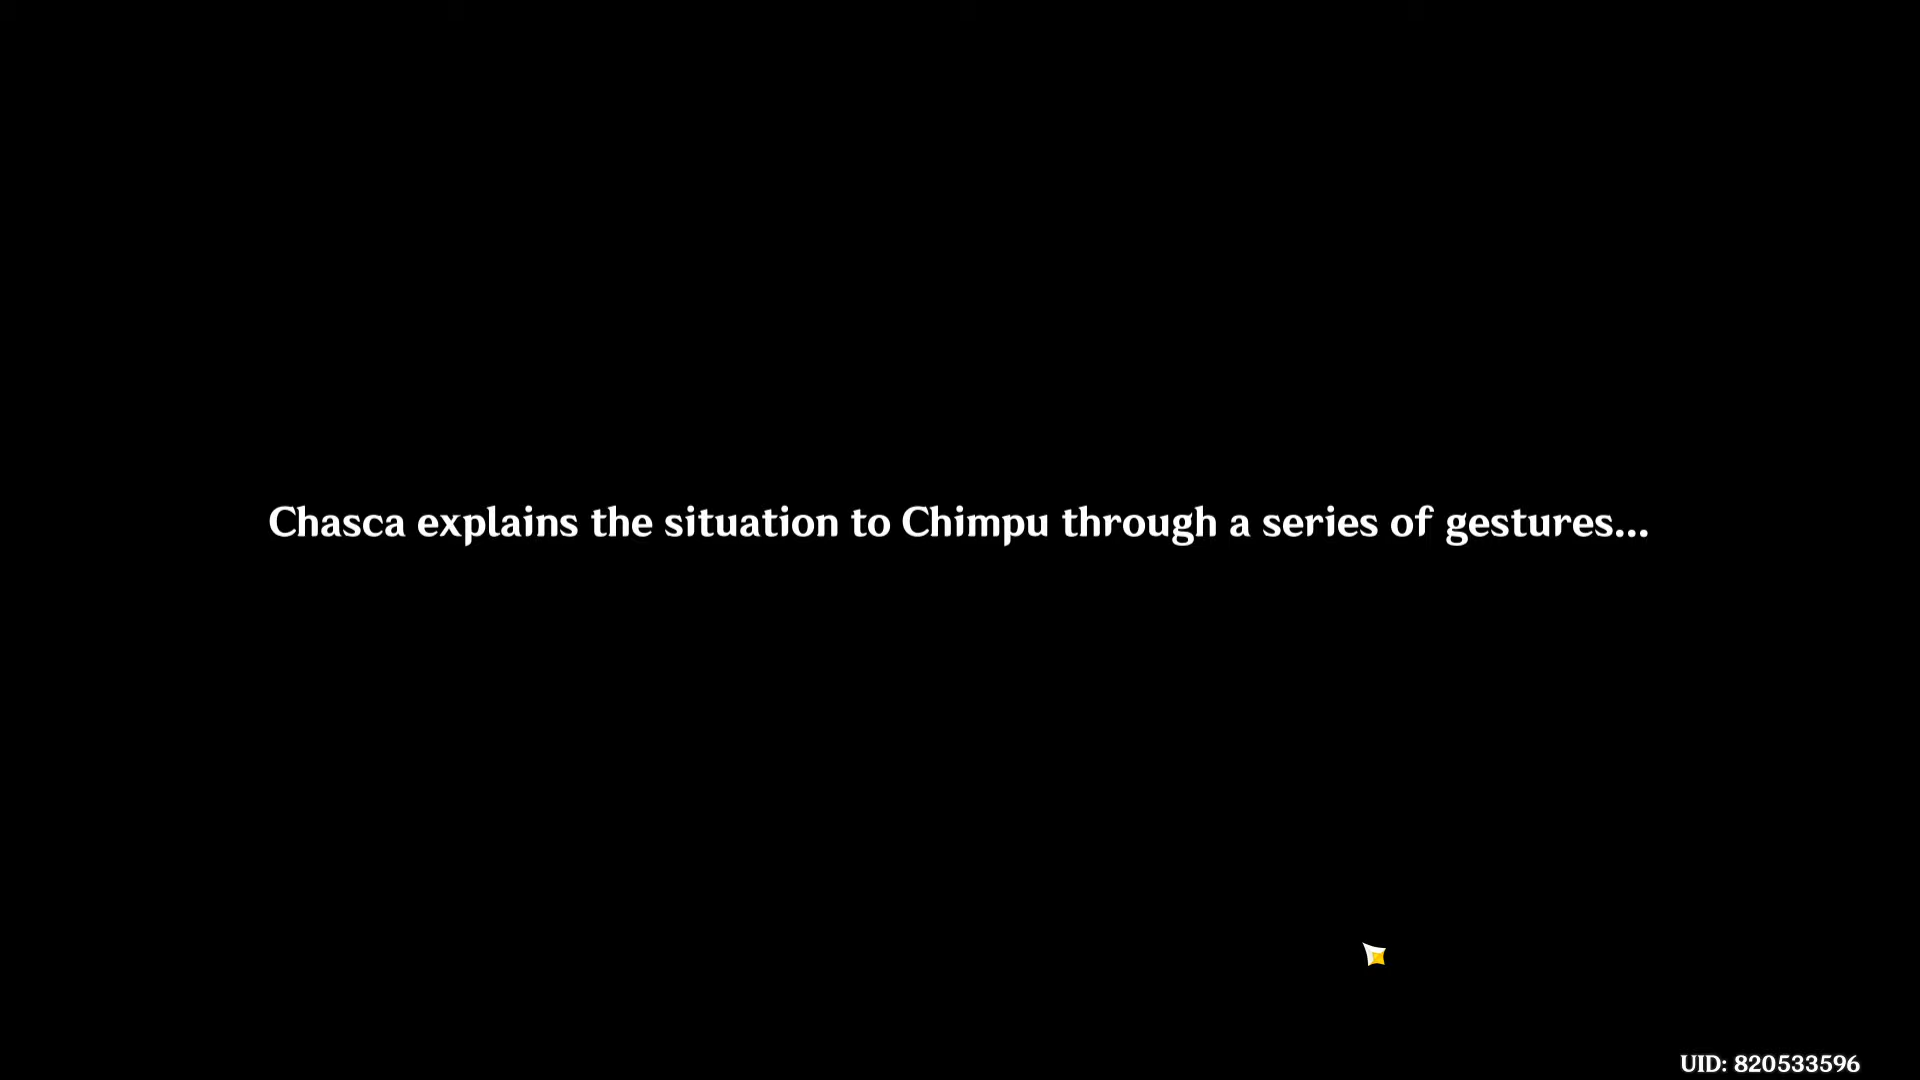 Chasca explains the situation to Chimpu through a series of gestures...
UID: 820533596